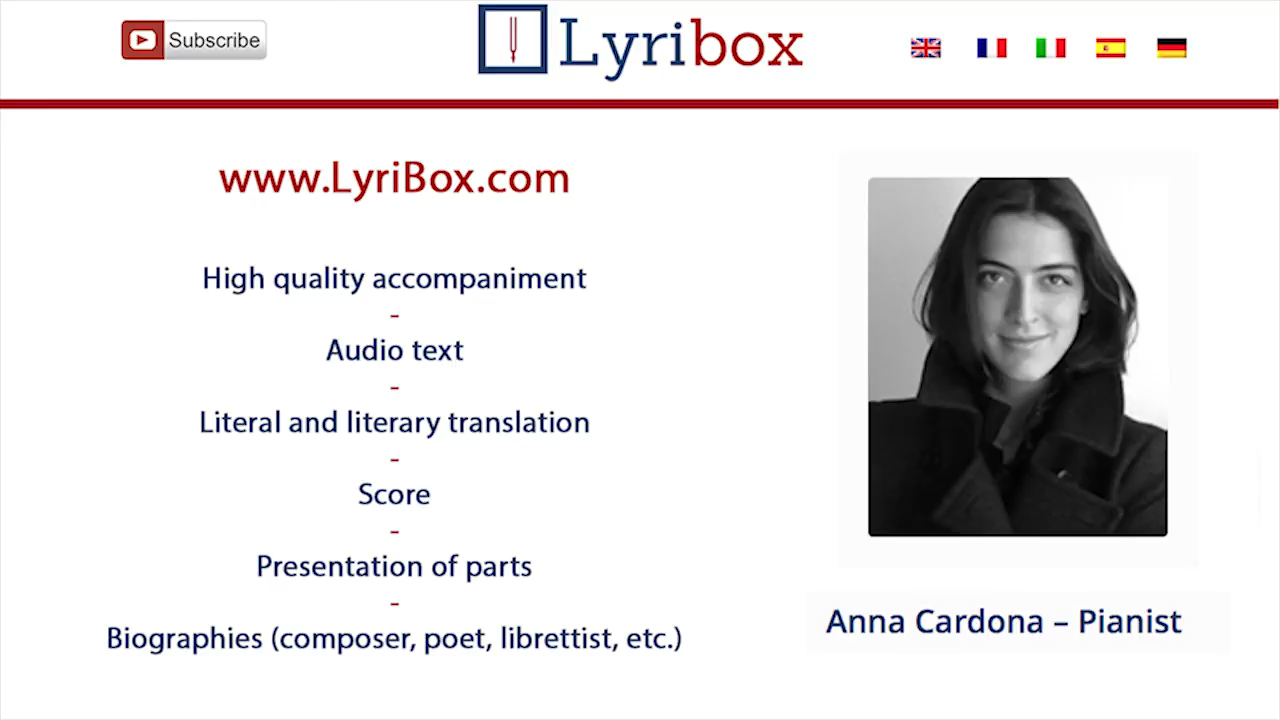 Subscribe
Lyribox
www.LyriBox.com
High quality accompaniment
-
Audio text
-
Literal and literary translation
-
Score
-
Presentation of parts
-
Biographies (composer, poet, librettist, etc.)
Anna Cardona – Pianist